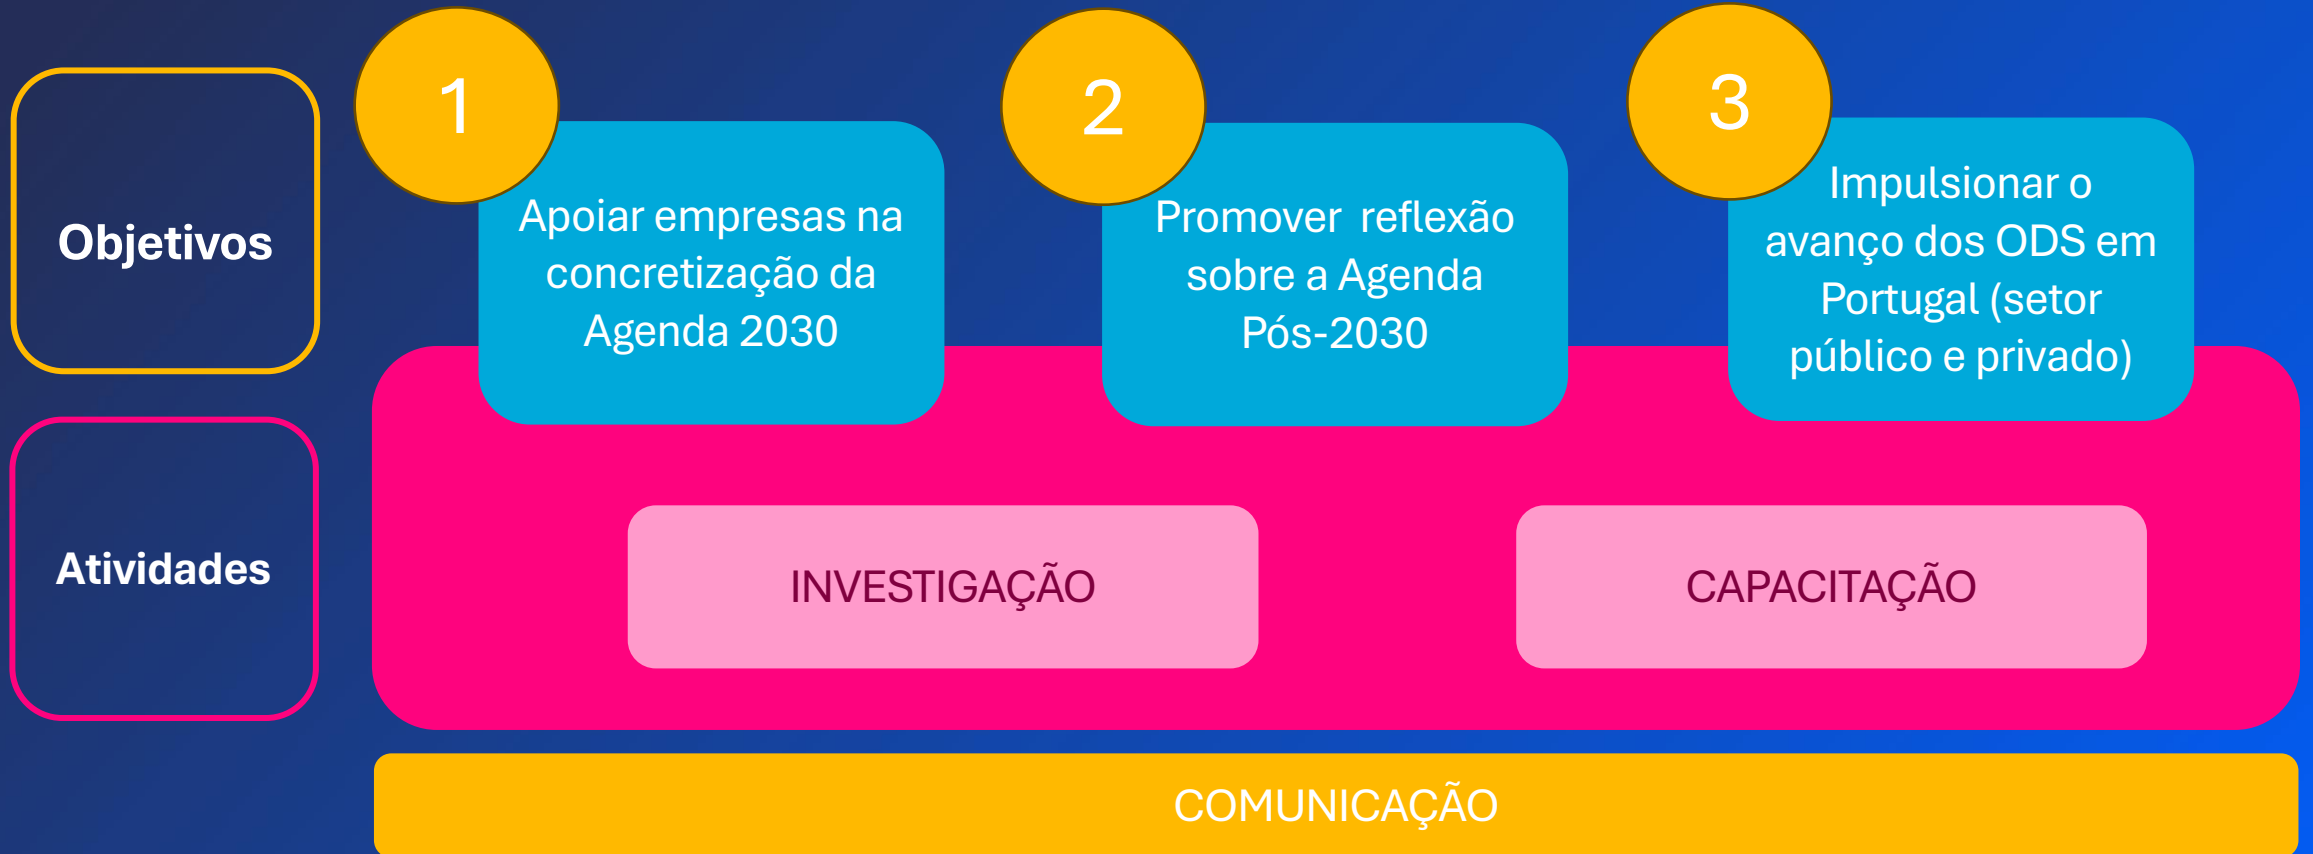 Objetivos
1
Apoiar empresas na
concretização da
Agenda 2030
2
Promover reflexão
sobre a Agenda
Pós-2030
3
Impulsionar o
avanço dos ODS em
Portugal (setor
público e privado)
Atividades
INVESTIGAÇÃO
CAPACITAÇÃO
COMUNICAÇÃO